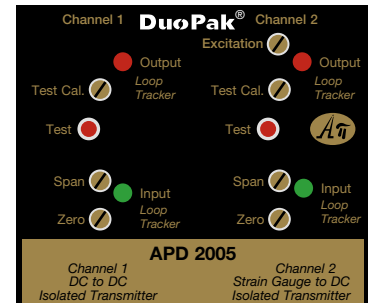 Channel 1 DuoPak® Channel 2
Excitation
Output Output
Test Cal. Loop Test Cal. Loop
Tracker Tracker
Test Test
Span Span
Input Input
Loop Loop
Zero Tracker Zero Tracker
APD 2005
Channel 1 Channel 2
DC to DC Strain Gauge to DC
Isolated Transmitter Isolated Transmitter